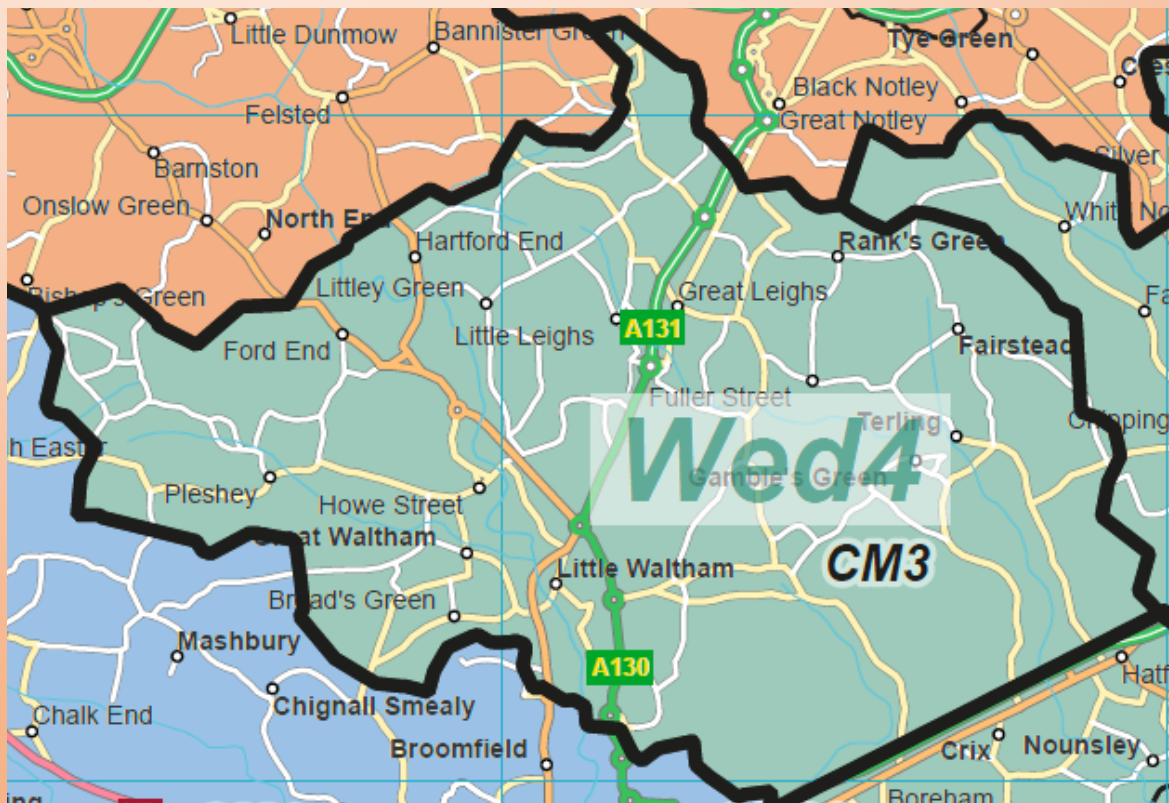 Little Dunmow
Bannister Green
Tye Green
Black Notley
Felsted
Great Notley
Barnston
Silver
Onslow Green
North End
White No
Hartford End
Rank's Green
Bishop's Green
Littley Green
Great Leighs
Ford End
Little Leighs
A131
Fairstead
Fuller Street
Terling
Wed4
h Easter
Gamble's Green
Pleshey
Howe Street
Great Waltham
CM3
Little Waltham
Broad's Green
Mashbury
A130
Chignall Smealy
Hatf
Chalk End
Broomfield
Crix
Nounsley
Boreham